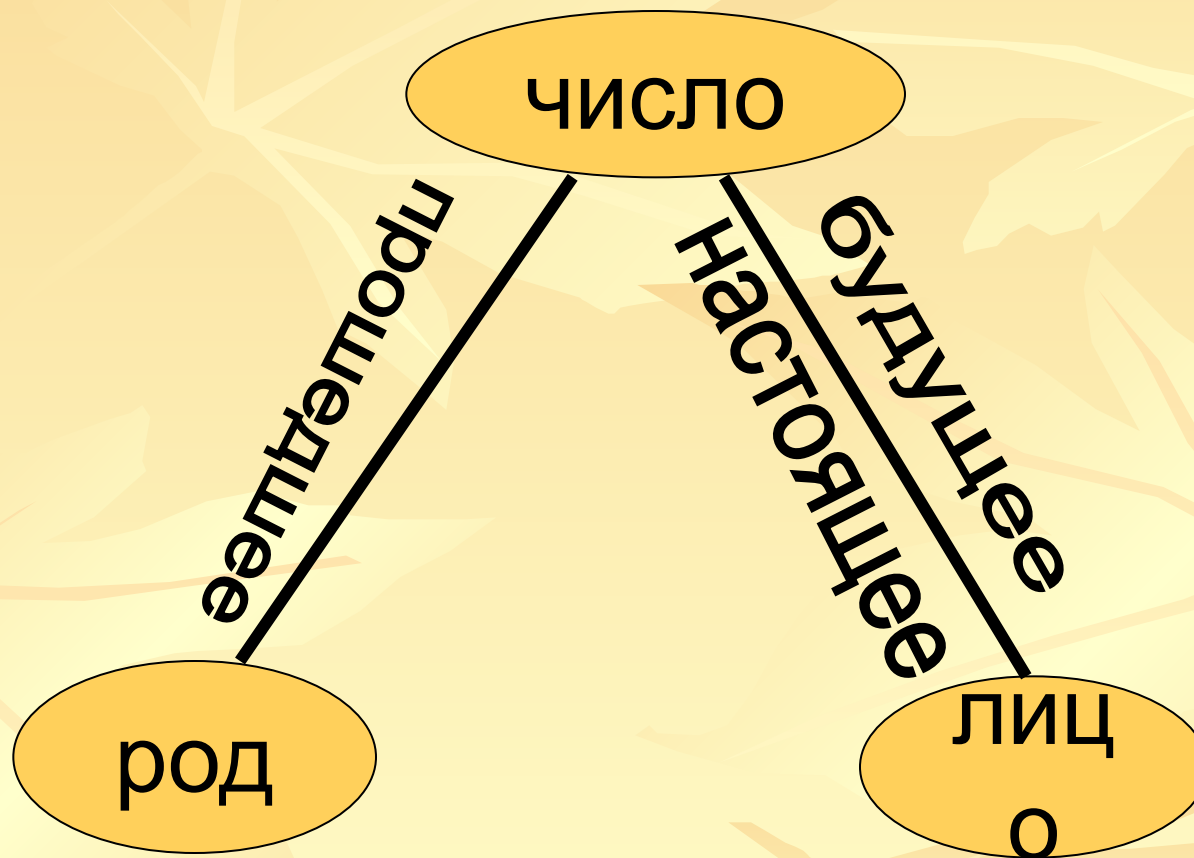 число
прошедшее
настоящее
будущее
род
лиц
о